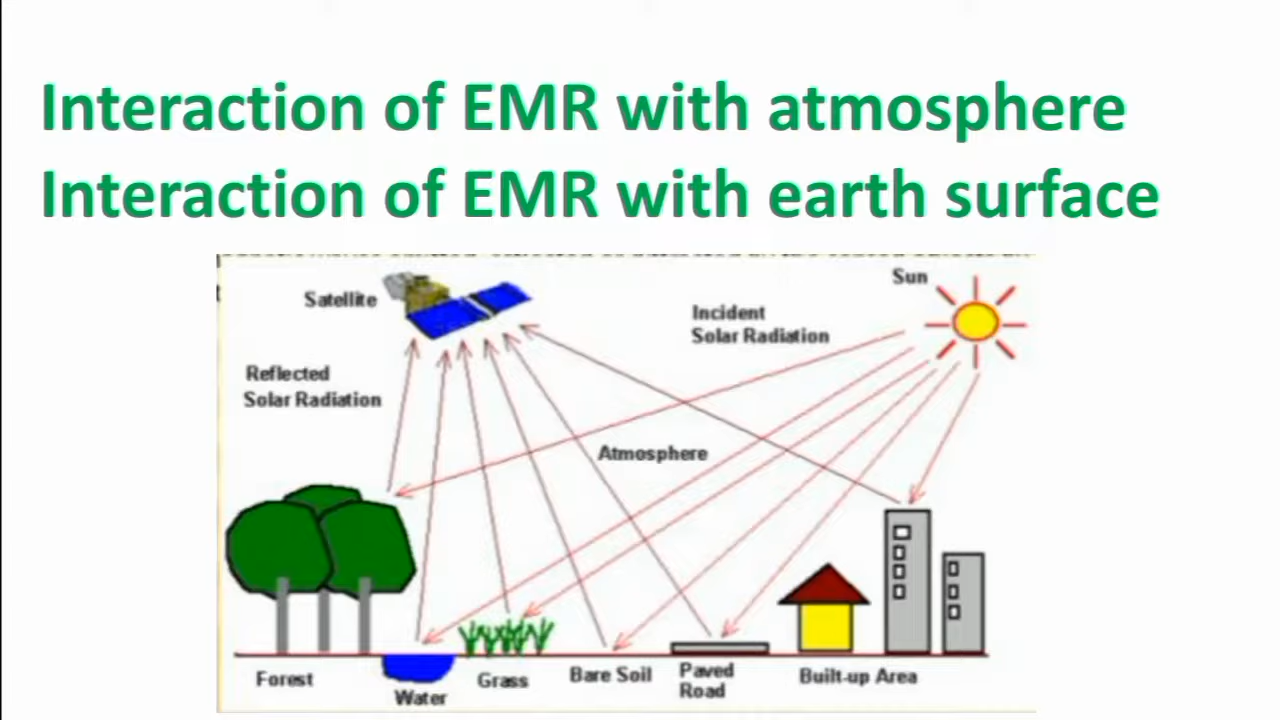 Interaction of EMR with atmosphere
Interaction of EMR with earth surface
Sun
Satellite
Incident
Solar Radiation
Reflected
Solar Radiation
Atmosphere
Forest
Water
Grass
Bare Soil
Paved
Road
Built-up Area